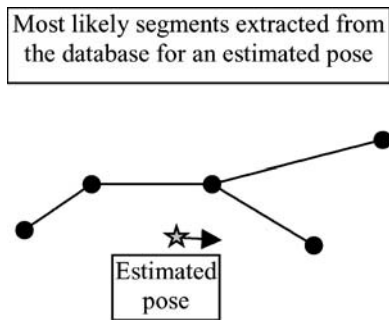 Most likely segments extracted from
the database for an estimated pose
Estimated
pose